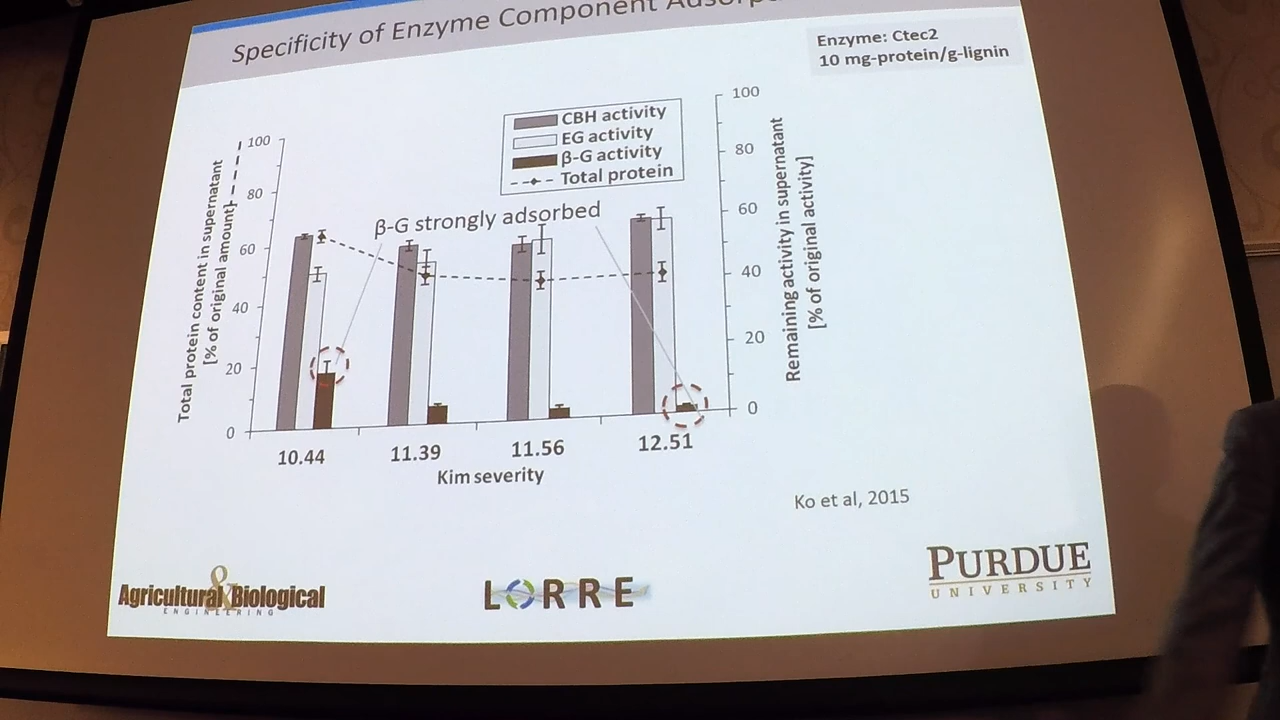 Specificity of Enzyme Component
Enzyme: Ctec2
10 mg-protein/g-lignin
CBH activity
EG activity
β-G activity
Total protein
β-G strongly adsorbed
Total protein content in supernatant
[% of original amount]
100
80
60
40
20
0
Remaining activity in supernatant
[% of original activity]
100
80
60
40
20
0
10.44
11.39
11.56
12.51
Kim severity
Ko et al, 2015
Agricultural & Biological
ENGINEERING
LORRE
PURDUE
UNIVERSITY